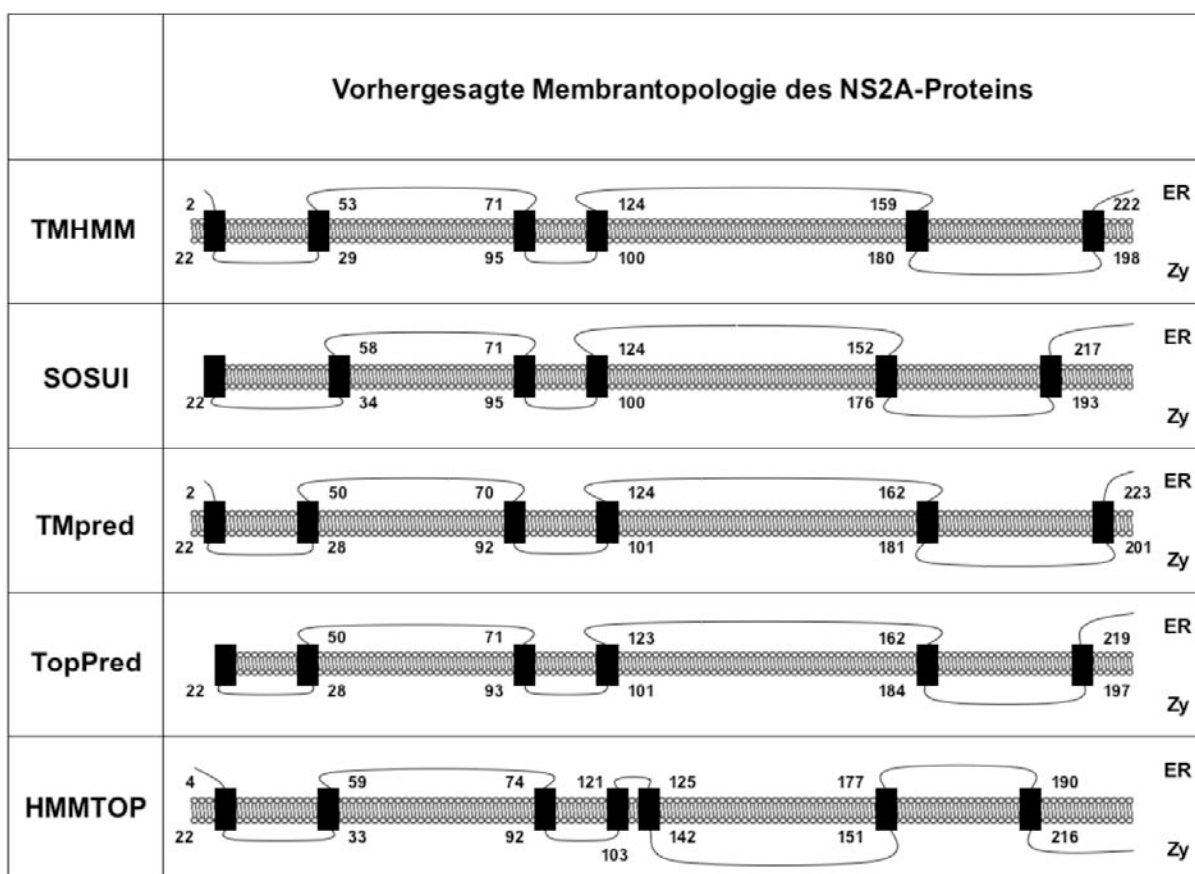 Vorhergesagte Membrantopologie des NS2A-Proteins
2 53 71 124 159 222 ER
TMHMM
22 29 95 100 180 198 Zy
58 71 124 152 217 ER
SOSUI
22 34 95 100 176 193 Zy
2 50 70 124 162 223 ER
TMpred
22 28 92 101 181 201 Zy
50 71 123 162 219 ER
TopPred
22 28 93 101 184 197 Zy
4 59 74 121 125 177 190 ER
HMMTOP
22 33 92 103 142 151 216 Zy